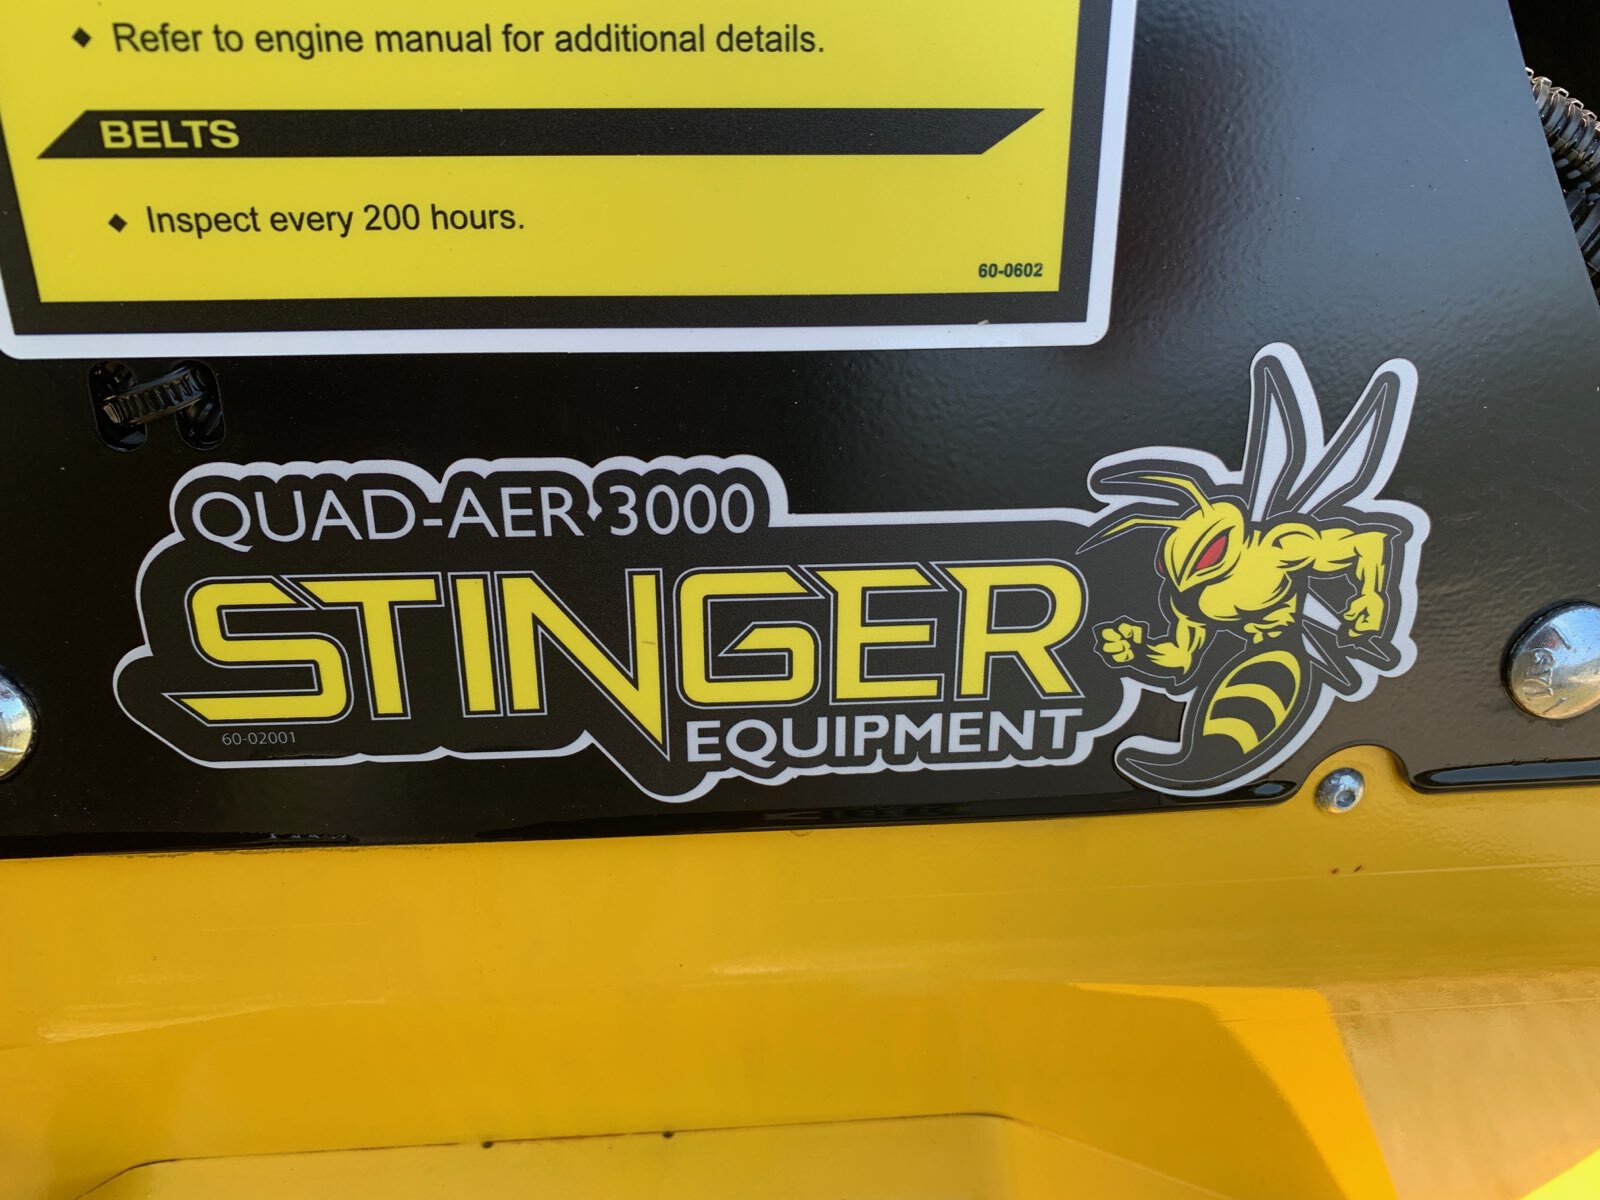 ◆ Refer to engine manual for additional details.
BELTS
◆ Inspect every 200 hours.
60-0602
QUAD-AER 3000
STINGER
EQUIPMENT
60-02001